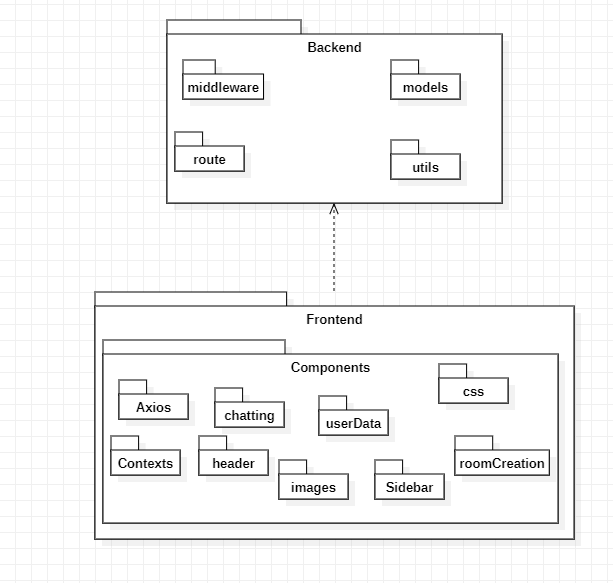 Backend
middleware
models
route
utils
Frontend
Components
css
Axios
chatting
userData
Contexts
header
roomCreation
images
Sidebar